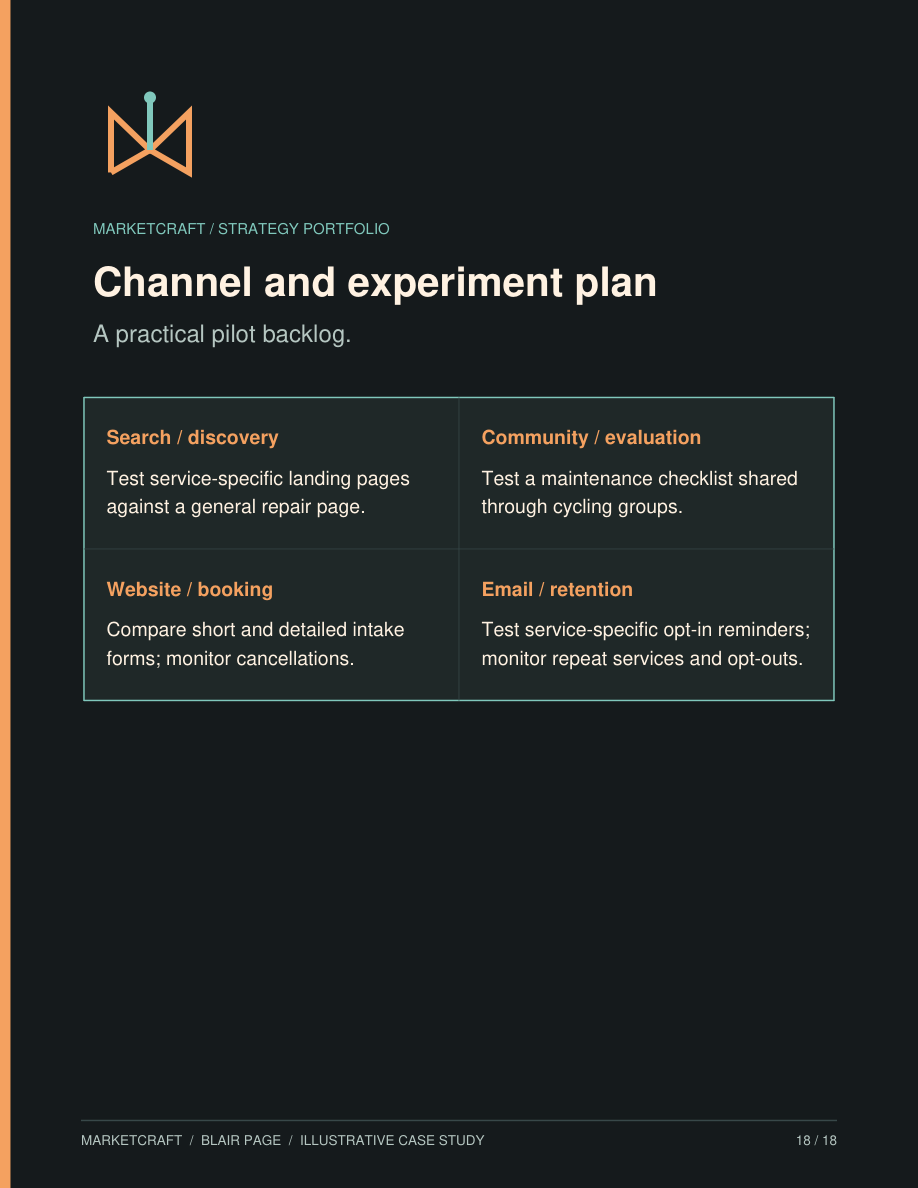 MARKETCRAFT / STRATEGY PORTFOLIO
Channel and experiment plan
A practical pilot backlog.
Search / discovery
Test service-specific landing pages
against a general repair page.
Community / evaluation
Test a maintenance checklist shared
through cycling groups.
Website / booking
Compare short and detailed intake
forms; monitor cancellations.
Email / retention
Test service-specific opt-in reminders;
monitor repeat services and opt-outs.
MARKETCRAFT / BLAIR PAGE / ILLUSTRATIVE CASE STUDY
18 / 18